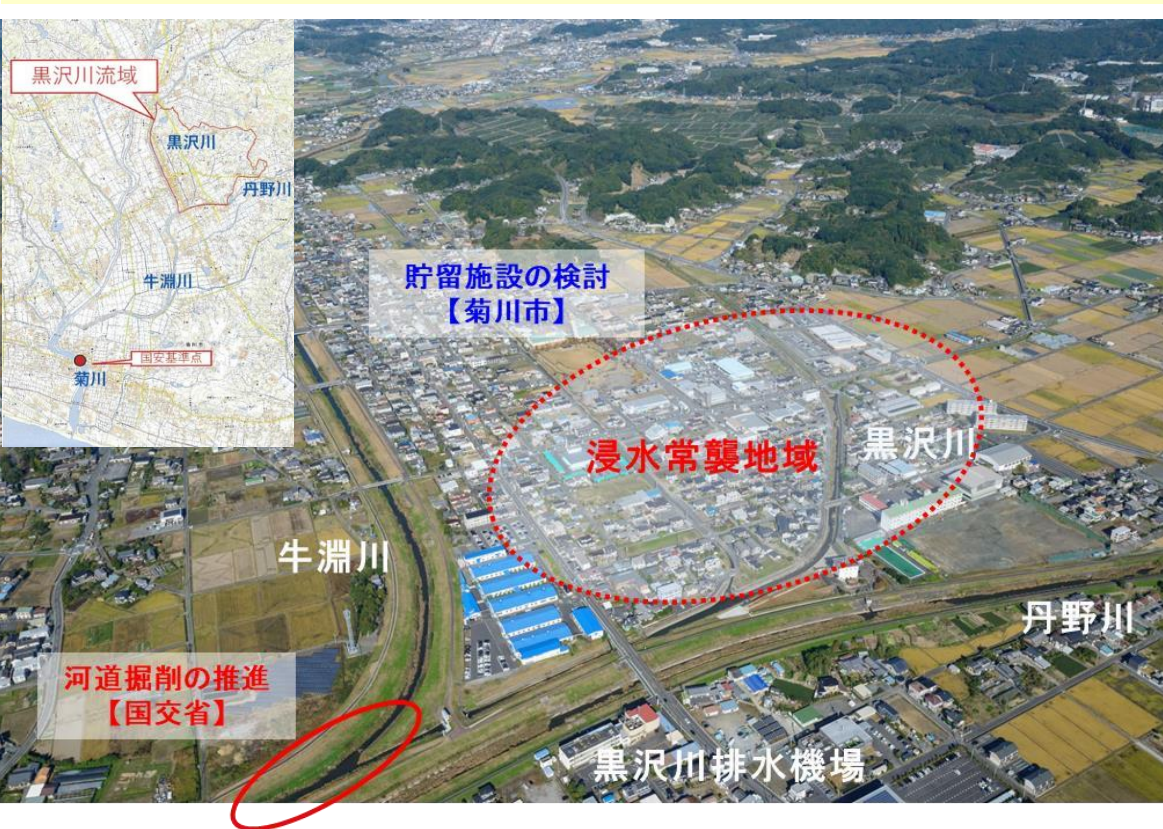 黒沢川流域
黒沢川
丹野川
牛淵川
国安基準点
菊川
貯留施設の検討
【菊川市】
浸水常襲地域
黒沢川
牛淵川
丹野川
河道掘削の推進
【国交省】
黒沢川排水機場